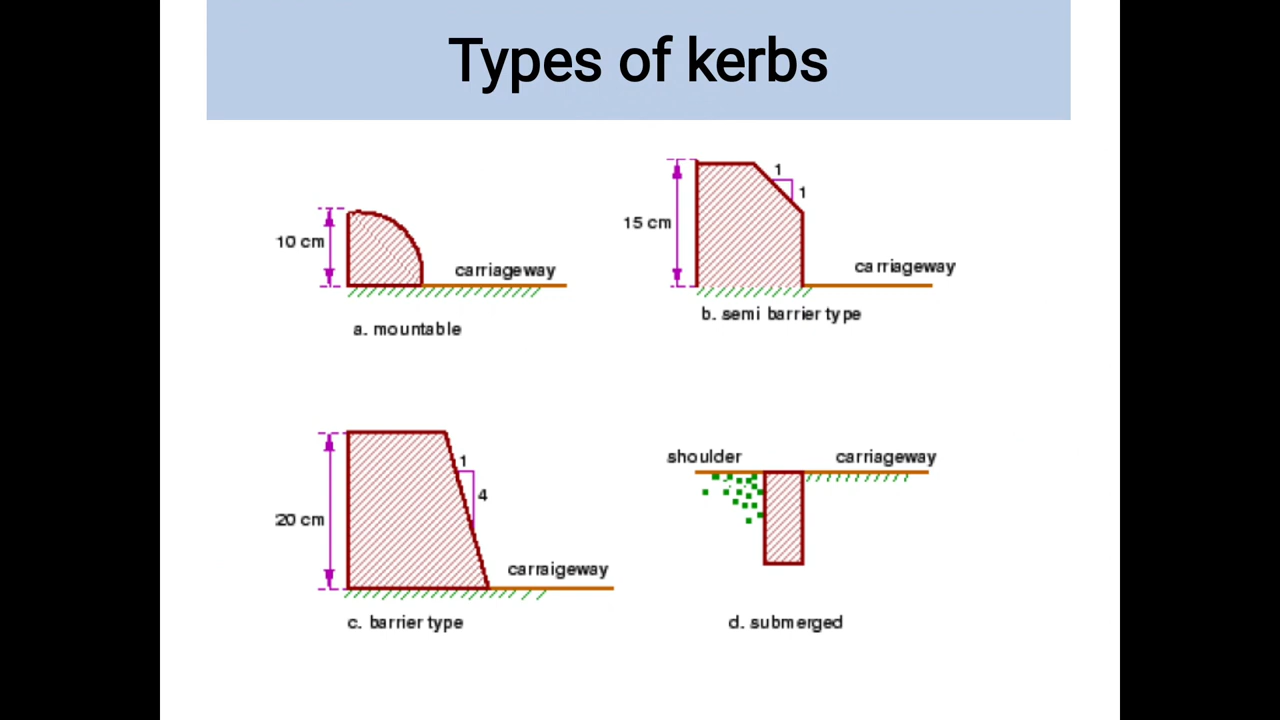 Types of kerbs
10 cm
carriageway
a. mountable
15 cm
1
1
carriageway
b. semi barrier type
20 cm
1
4
carraigeway
c. barrier type
shoulder
carriageway
d. submerged